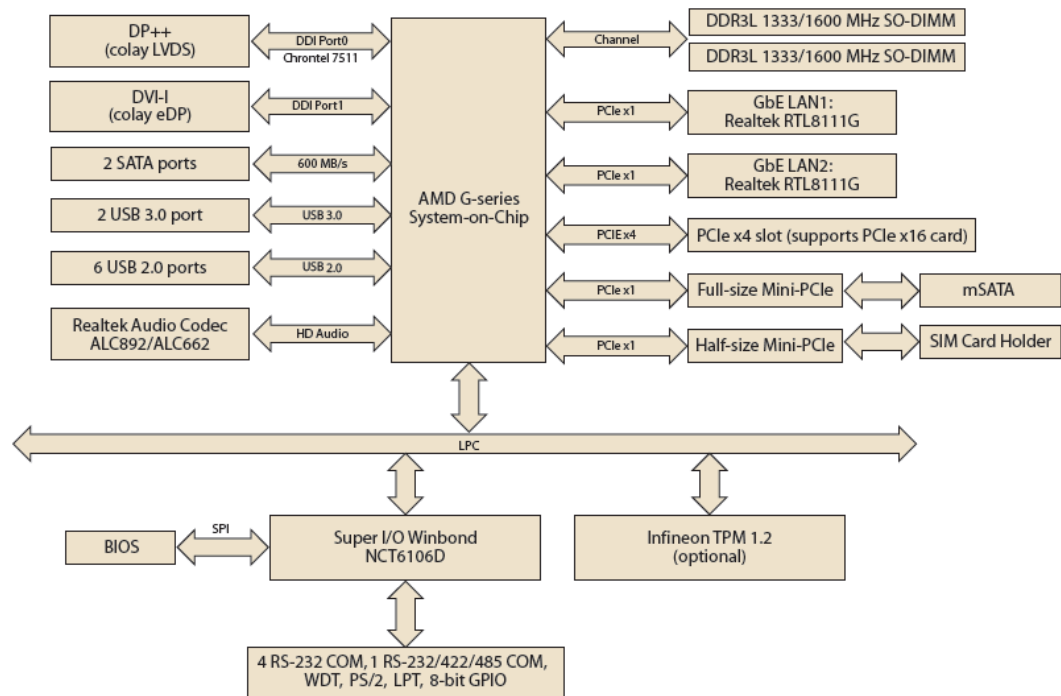 DP++
(colay LVDS)
DDI Port0
Chrontel 7511
DVI-I
(colay eDP)
DDI Port1
2 SATA ports
600 MB/s
2 USB 3.0 port
USB 3.0
6 USB 2.0 ports
USB 2.0
Realtek Audio Codec
ALC892/ALC662
HD Audio
AMD G-series
System-on-Chip
Channel
DDR3L 1333/1600 MHz SO-DIMM
DDR3L 1333/1600 MHz SO-DIMM
PCIe x1
GbE LAN1:
Realtek RTL8111G
PCIe x1
GbE LAN2:
Realtek RTL8111G
PCIE x4
PCIe x4 slot (supports PCIe x16 card)
PCIe x1
Full-size Mini-PCIe
mSATA
PCIe x1
Half-size Mini-PCIe
SIM Card Holder
LPC
BIOS
SPI
Super I/O Winbond
NCT6106D
Infineon TPM 1.2
(optional)
4 RS-232 COM, 1 RS-232/422/485 COM,
WDT, PS/2, LPT, 8-bit GPIO